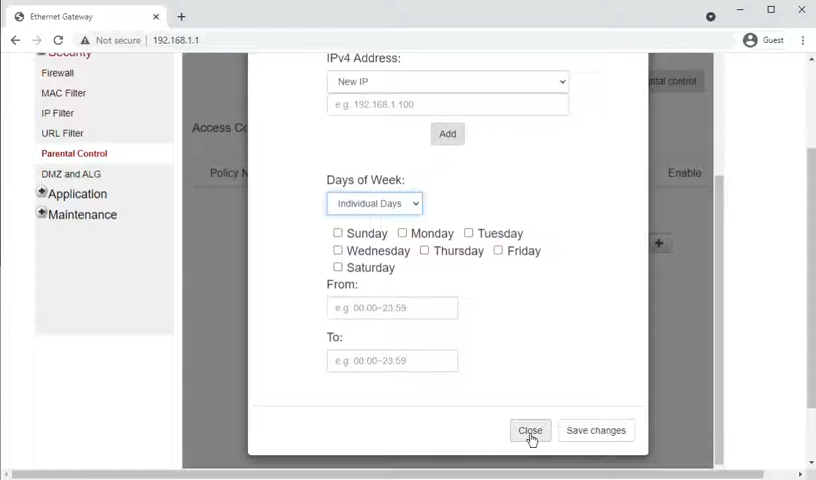 Ethernet Gateway
Not secure
192.168.1.1
Guest
Security
Firewall
MAC Filter
IP Filter
URL Filter
Parental Control
DMZ and ALG
Application
Maintenance
ntal control
Access Co
Policy N
Enable
IPv4 Address:
New IP
e.g. 192.168.1.100
Add
Days of Week:
Individual Days
Sunday Monday Tuesday
Wednesday Thursday Friday
Saturday
From:
e.g. 00:00~23:59
To:
e.g. 00:00~23:59
Close Save changes